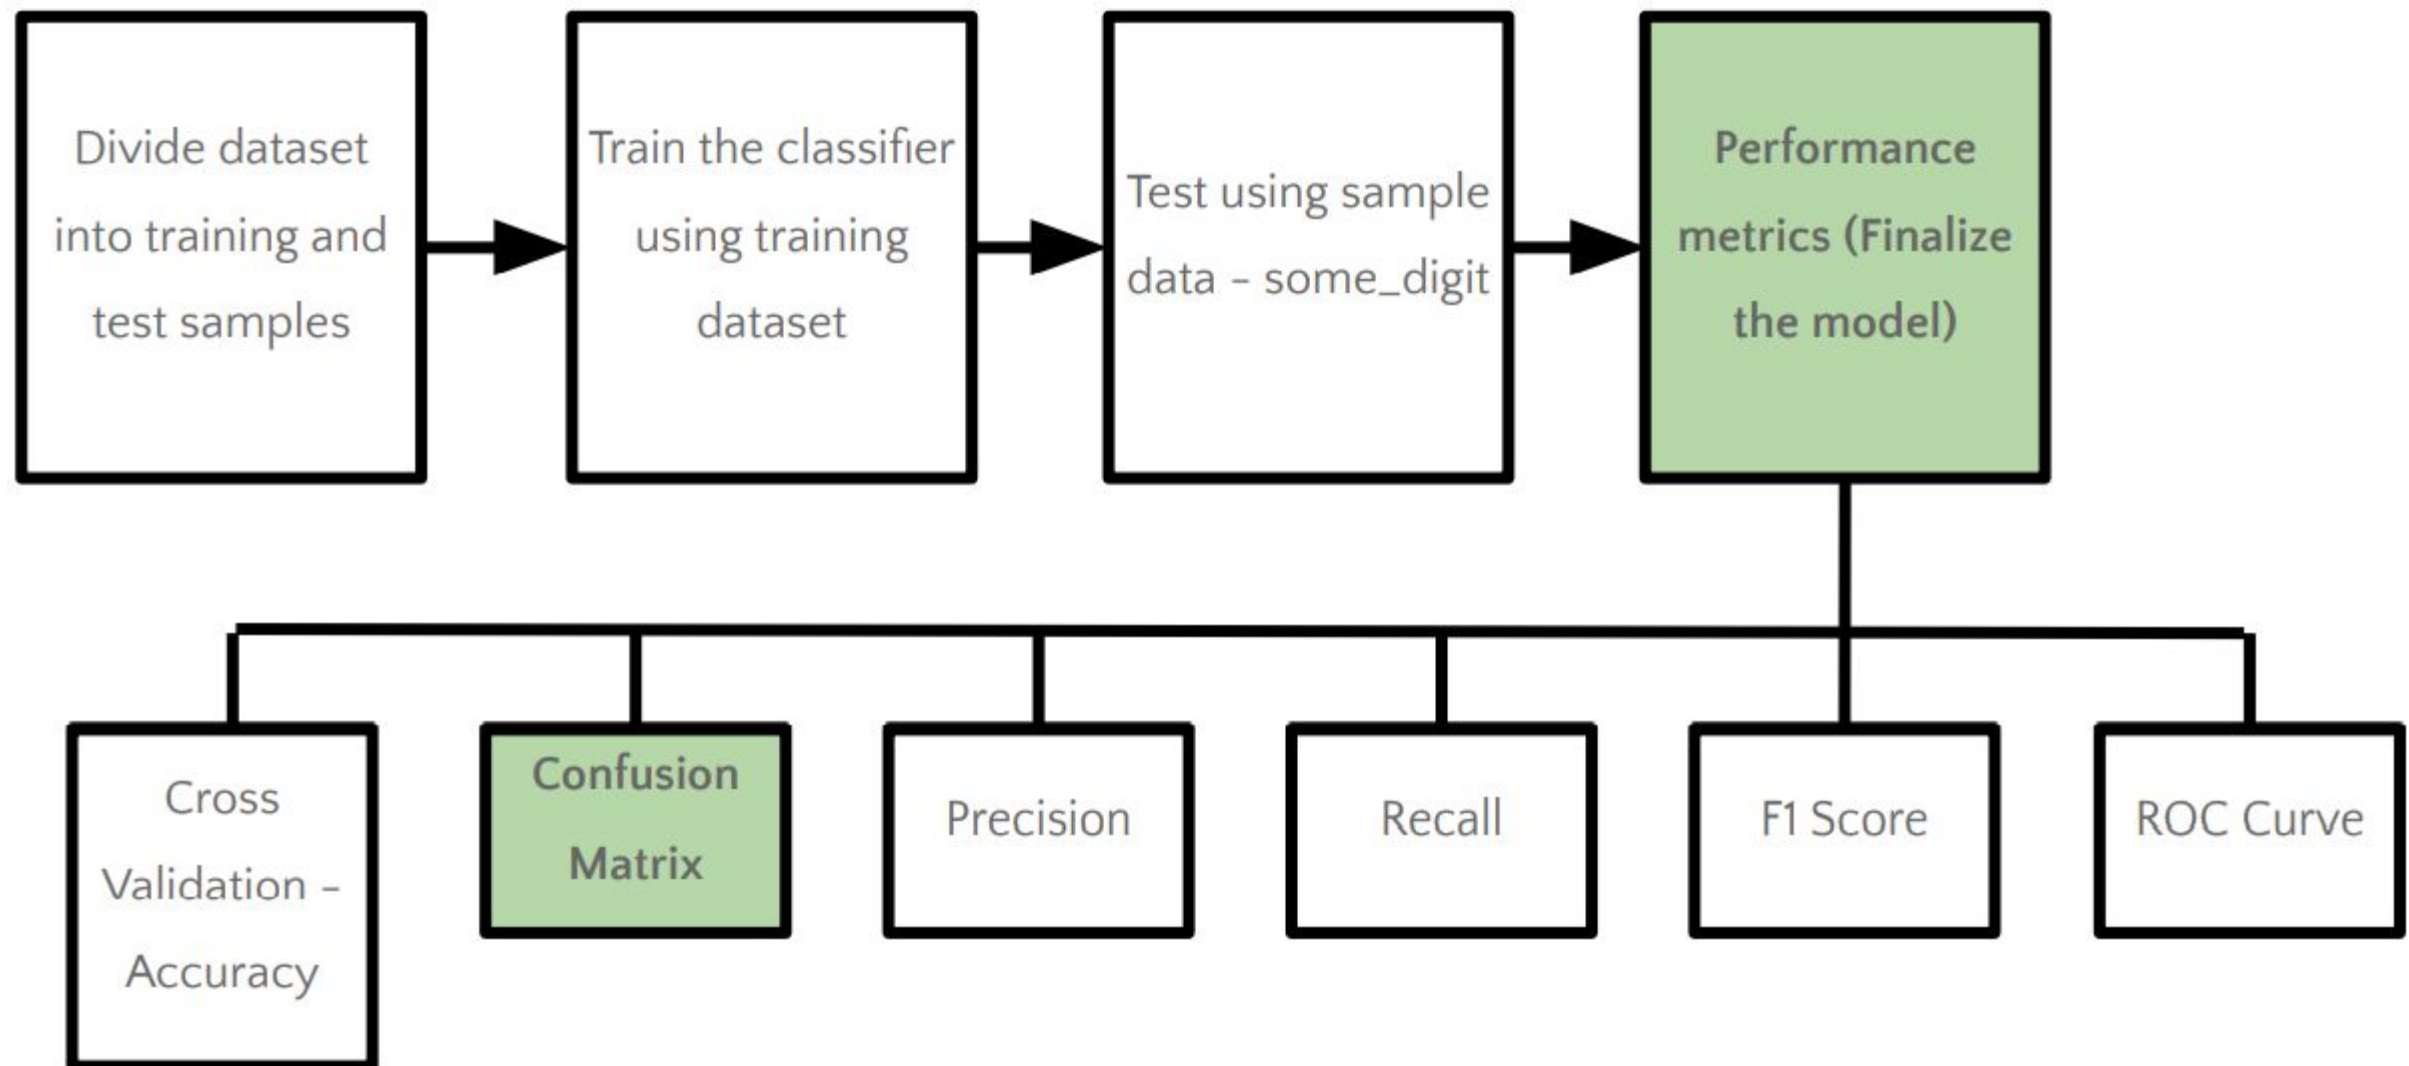 Divide dataset
into training and
test samples
Train the classifier
using training
dataset
Test using sample
data - some_digit
Performance
metrics (Finalize
the model)
Cross
Validation -
Accuracy
Confusion
Matrix
Precision
Recall
F1 Score
ROC Curve